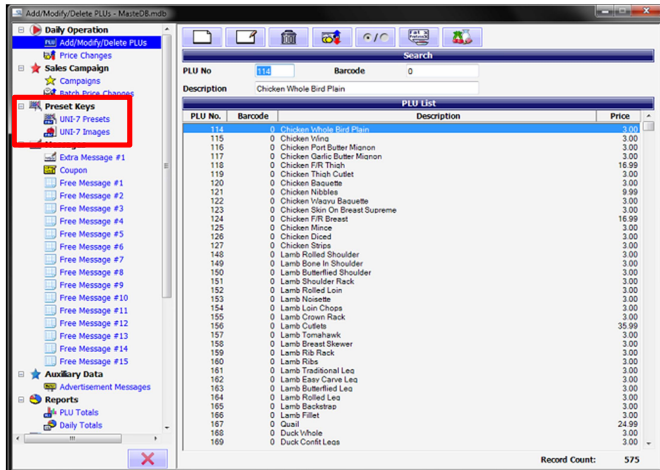 Add/Modify/Delete PLUs - MasteDB.mdb
Daily Operation
PLU Add/Modify/Delete PLUs
Price Changes
Sales Campaign
Campaigns
Batch Price Changes
Preset Keys
UNI-7 Presets
UNI-7 Images
Messages
Extra Message #1
Coupon
Free Message #1
Free Message #2
Free Message #3
Free Message #4
Free Message #5
Free Message #6
Free Message #7
Free Message #8
Free Message #9
Free Message #10
Free Message #11
Free Message #12
Free Message #13
Free Message #14
Free Message #15
Auxiliary Data
Advertisement Messages
Reports
PLU Totals
Daily Totals
Search
PLU No 114 Barcode 0
Description Chicken Whole Bird Plain
PLU List
PLU No. Barcode Description Price
114 0 Chicken Whole Bird Plain 3.00
115 0 Chicken Wing 3.00
116 0 Chicken Port Butter Mignon 3.00
117 0 Chicken Garlic Butter Mignon 3.00
118 0 Chicken F/R Thigh 16.99
119 0 Chicken Thigh Cutlet 3.00
120 0 Chicken Baguette 3.00
121 0 Chicken Nibbles 9.99
122 0 Chicken Wagyu Baguette 3.00
123 0 Chicken Skin On Breast Supreme 3.00
124 0 Chicken F/R Breast 16.99
125 0 Chicken Mince 3.00
126 0 Chicken Diced 3.00
127 0 Chicken Strips 3.00
148 0 Lamb Rolled Shoulder 3.00
149 0 Lamb Bone In Shoulder 3.00
150 0 Lamb Butterflied Shoulder 3.00
151 0 Lamb Shoulder Rack 3.00
152 0 Lamb Rolled Loin 3.00
153 0 Lamb Noisette 3.00
154 0 Lamb Loin Chops 3.00
155 0 Lamb Crown Rack 3.00
156 0 Lamb Cutlets 35.99
157 0 Lamb Tomahawk 3.00
158 0 Lamb Breast Skewer 3.00
159 0 Lamb Rib Rack 3.00
160 0 Lamb Ribs 3.00
161 0 Lamb Traditional Leg 3.00
162 0 Lamb Easy Carve Leg 3.00
163 0 Lamb Butterflied Leg 3.00
164 0 Lamb Rolled Leg 3.00
165 0 Lamb Backstrap 3.00
166 0 Lamb Fillet 3.00
167 0 Quail 24.99
168 0 Duck Whole 3.00
169 0 Duck Confit Legs 3.00
Record Count: 575